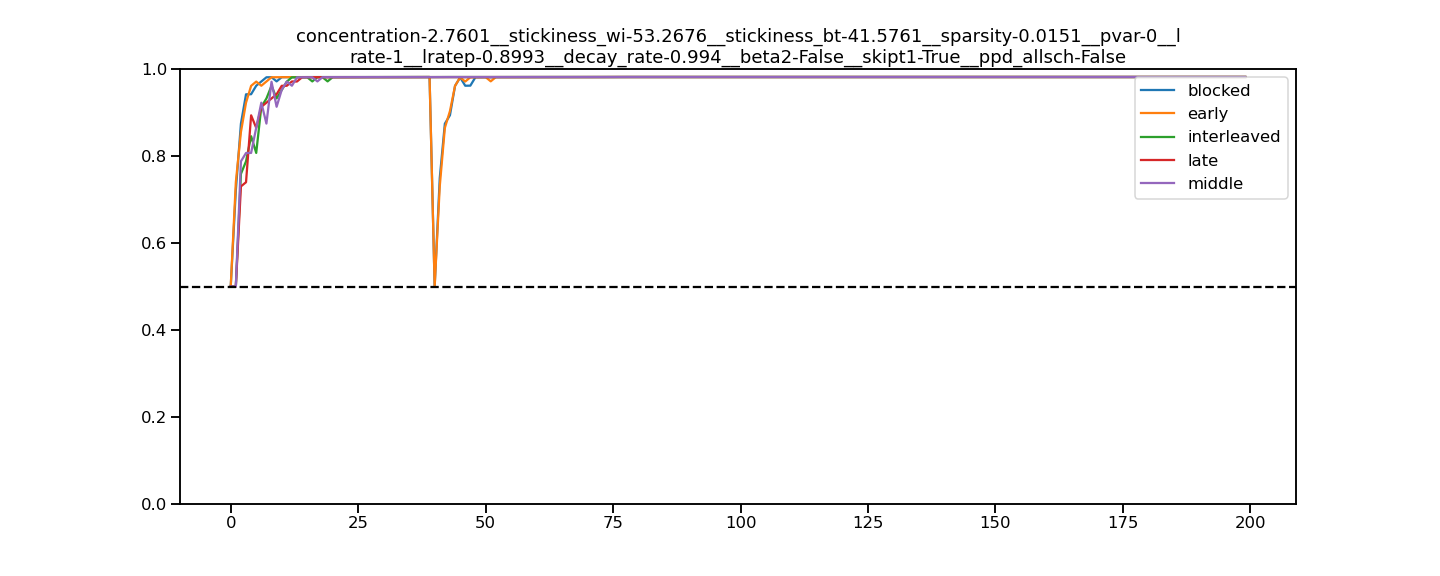 concentration-2.7601__stickiness_wi-53.2676__stickiness_bt-41.5761__sparsity-0.0151__pvar-0__l
rate-1__lratep-0.8993__decay_rate-0.994__beta2-False__skipt1-True__ppd_allsch-False
1.0
0.8
0.6
0.4
0.2
0.0
blocked
early
interleaved
late
middle
0 25 50 75 100 125 150 175 200